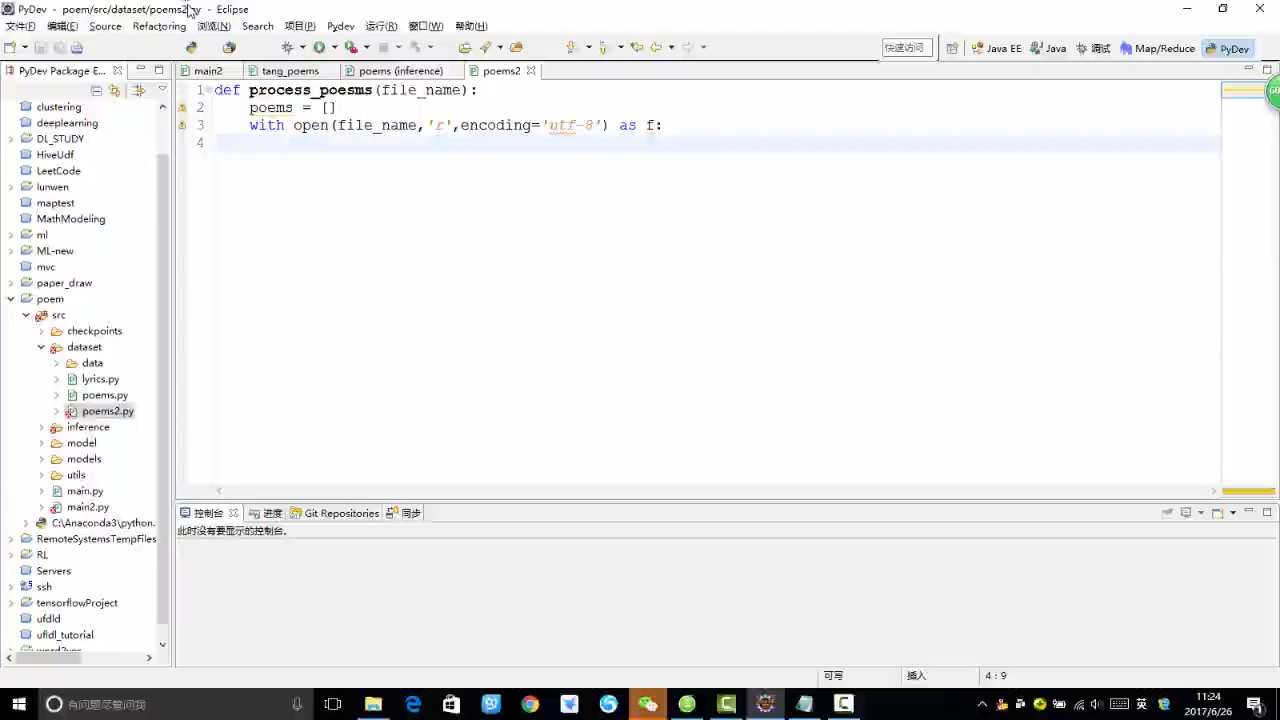 PyDev - poem/src/dataset/poems2.py - Eclipse
文件(F) 编辑(E) Source Refactoring 浏览(N) Search 项目(P) Pydev 运行(R) 窗口(W) 帮助(H)
快速访问 Java EE Java 调试 Map/Reduce PyDev
PyDev Package E... main2 tang_poems poems (inference) poems2
1 def process_poesms(file_name):
2 poems = []
3 with open(file_name,'r',encoding='utf-8') as f:
4
clustering
deeplearning
DL_STUDY
HiveUdf
LeetCode
lunwen
maptest
MathModeling
ml
ML-new
mvc
paper_draw
poem
src
checkpoints
dataset
data
lyrics.py
poems.py
poems2.py
inference
model
models
utils
main.py
main2.py
C:\Anaconda3\python.
RemoteSystemsTempFiles
RL
Servers
ssh
tensorflowProject
ufdld
ufldl_tutorial
控制台 进度 Git Repositories 同步
此时没有要显示的控制台。
可写 插入 4 : 9
有问题尽管问我
英
11:24
2017/6/26